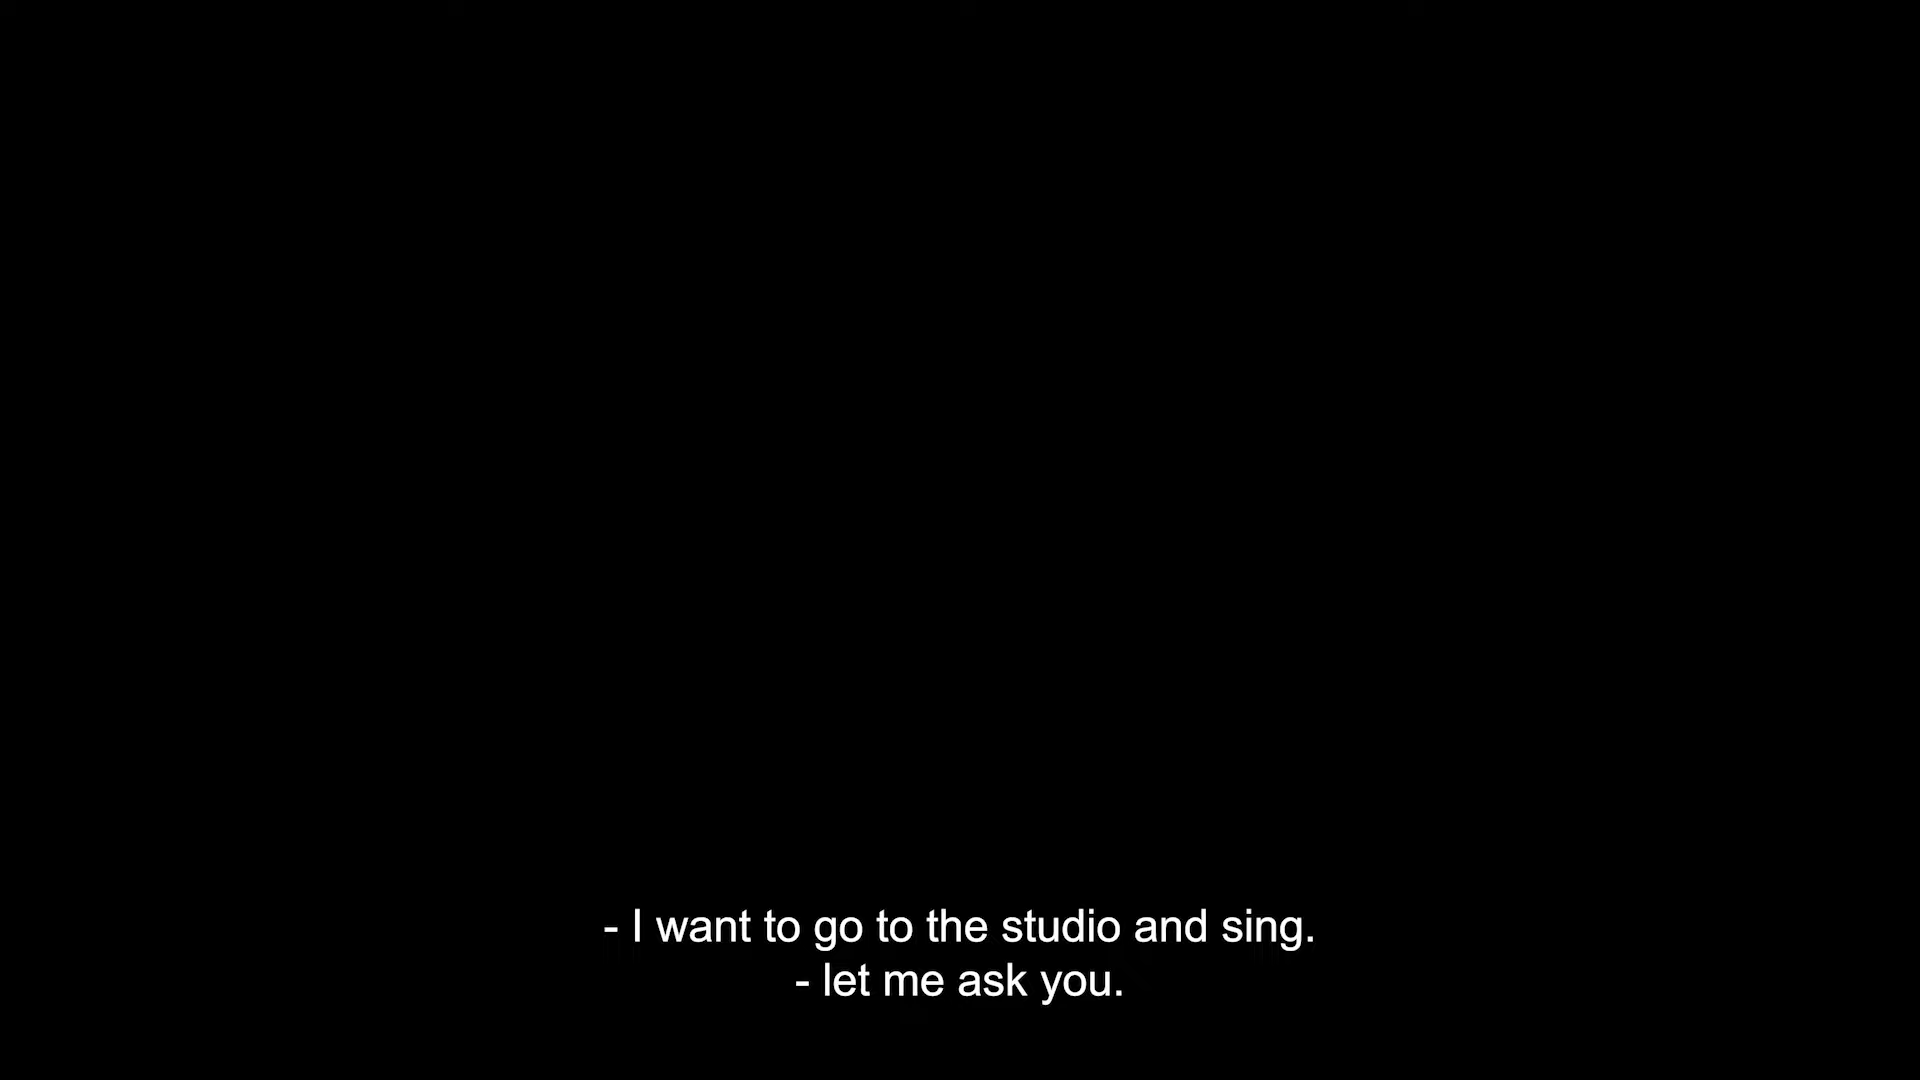 - I want to go to the studio and sing.
- let me ask you.